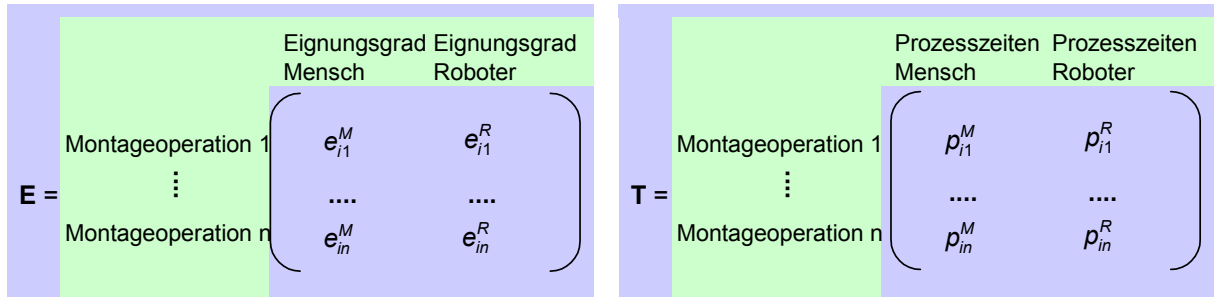 Eignungsgrad Eignungsgrad
Mensch Roboter
Montageoperation 1 e_{i1}^{M} e_{i1}^{R}
⋮
E = .... ....
Montageoperation n e_{in}^{M} e_{in}^{R}
Prozesszeiten Prozesszeiten
Mensch Roboter
Montageoperation 1 p_{i1}^{M} p_{i1}^{R}
⋮
T = .... ....
Montageoperation n p_{in}^{M} p_{in}^{R}